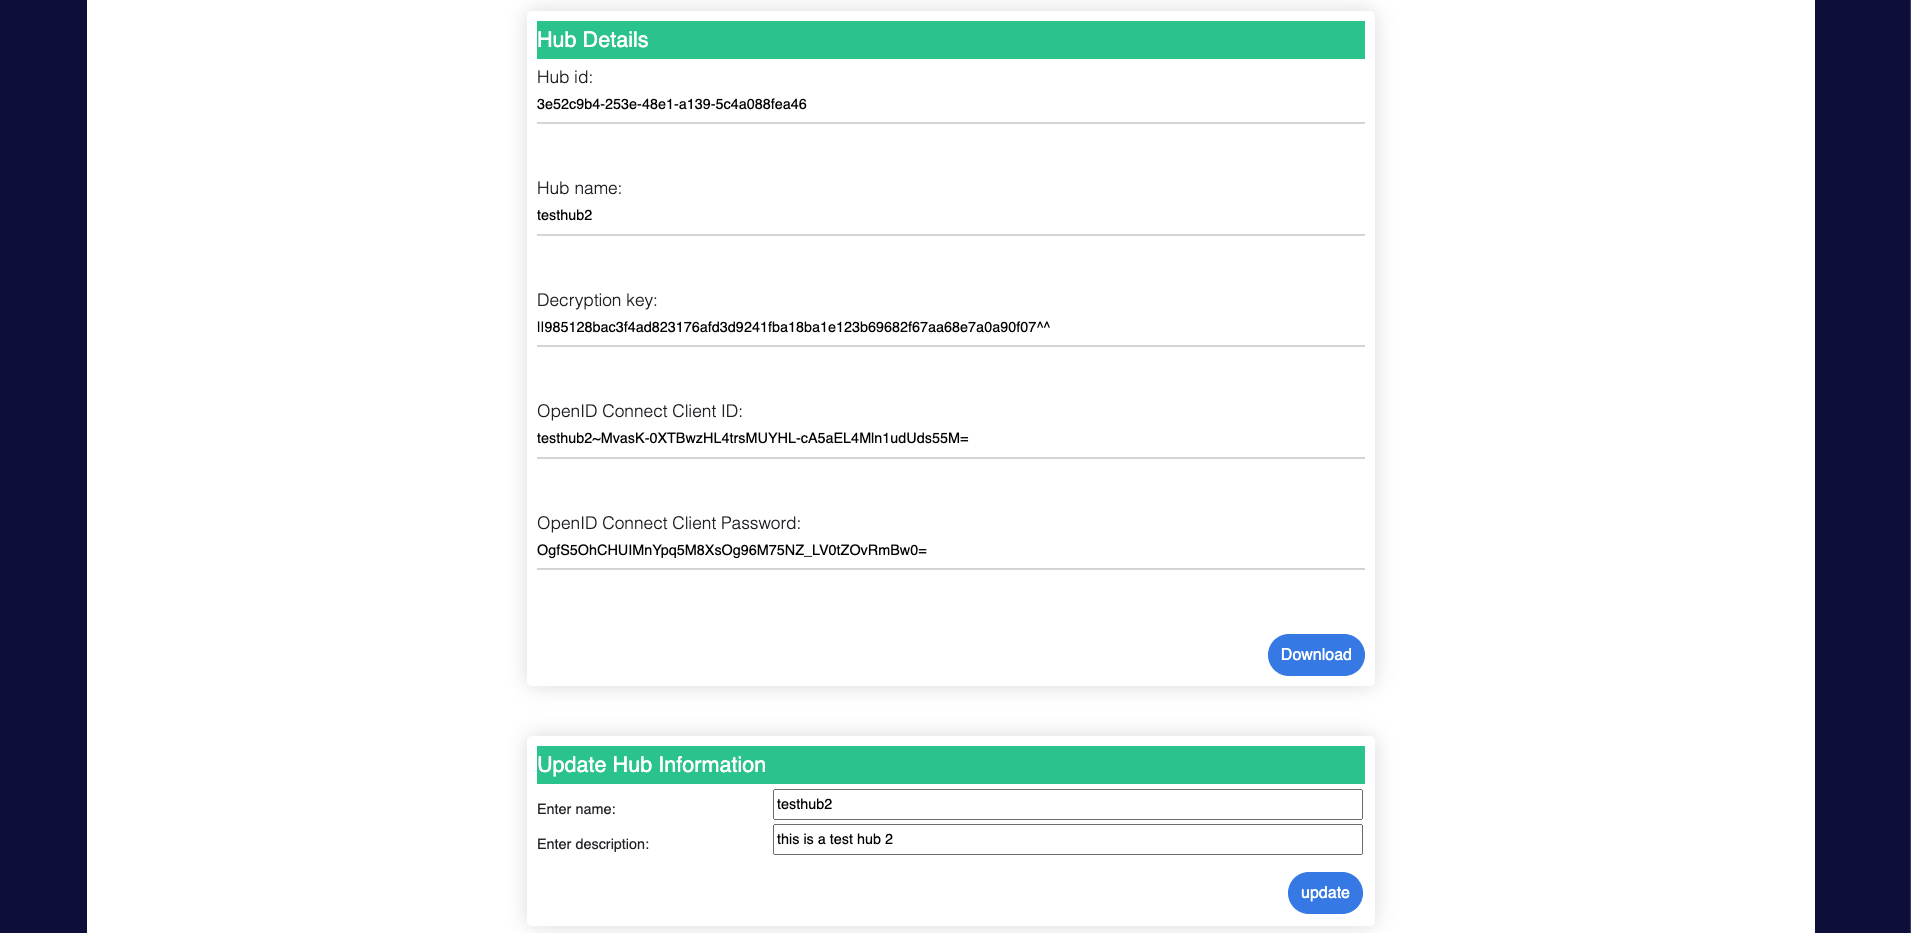 Hub Details
Hub id:
3e52c9b4-253e-48e1-a139-5c4a088fea46
Hub name:
testhub2
Decryption key:
||985128bac3f4ad823176afd3d9241fba18ba1e123b69682f67aa68e7a0a90f07^^
OpenID Connect Client ID:
testhub2~MvasK-0XTBwzHL4trsMUYHL-cA5aEL4Mln1udUds55M=
OpenID Connect Client Password:
OgfS5OhCHUlMnYpq5M8XsOg96M75NZ_LV0tZOvRmBw0=
Download
Update Hub Information
Enter name: testhub2
Enter description: this is a test hub 2
update